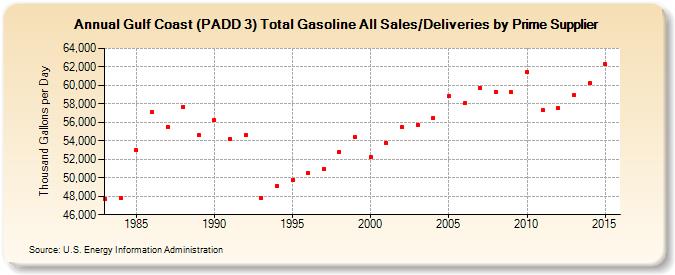 Annual Gulf Coast (PADD 3) Total Gasoline All Sales/Deliveries by Prime Supplier
Thousand Gallons per Day
64,000
62,000
60,000
58,000
56,000
54,000
52,000
50,000
48,000
46,000
1985 1990 1995 2000 2005 2010 2015
Source: U.S. Energy Information Administration